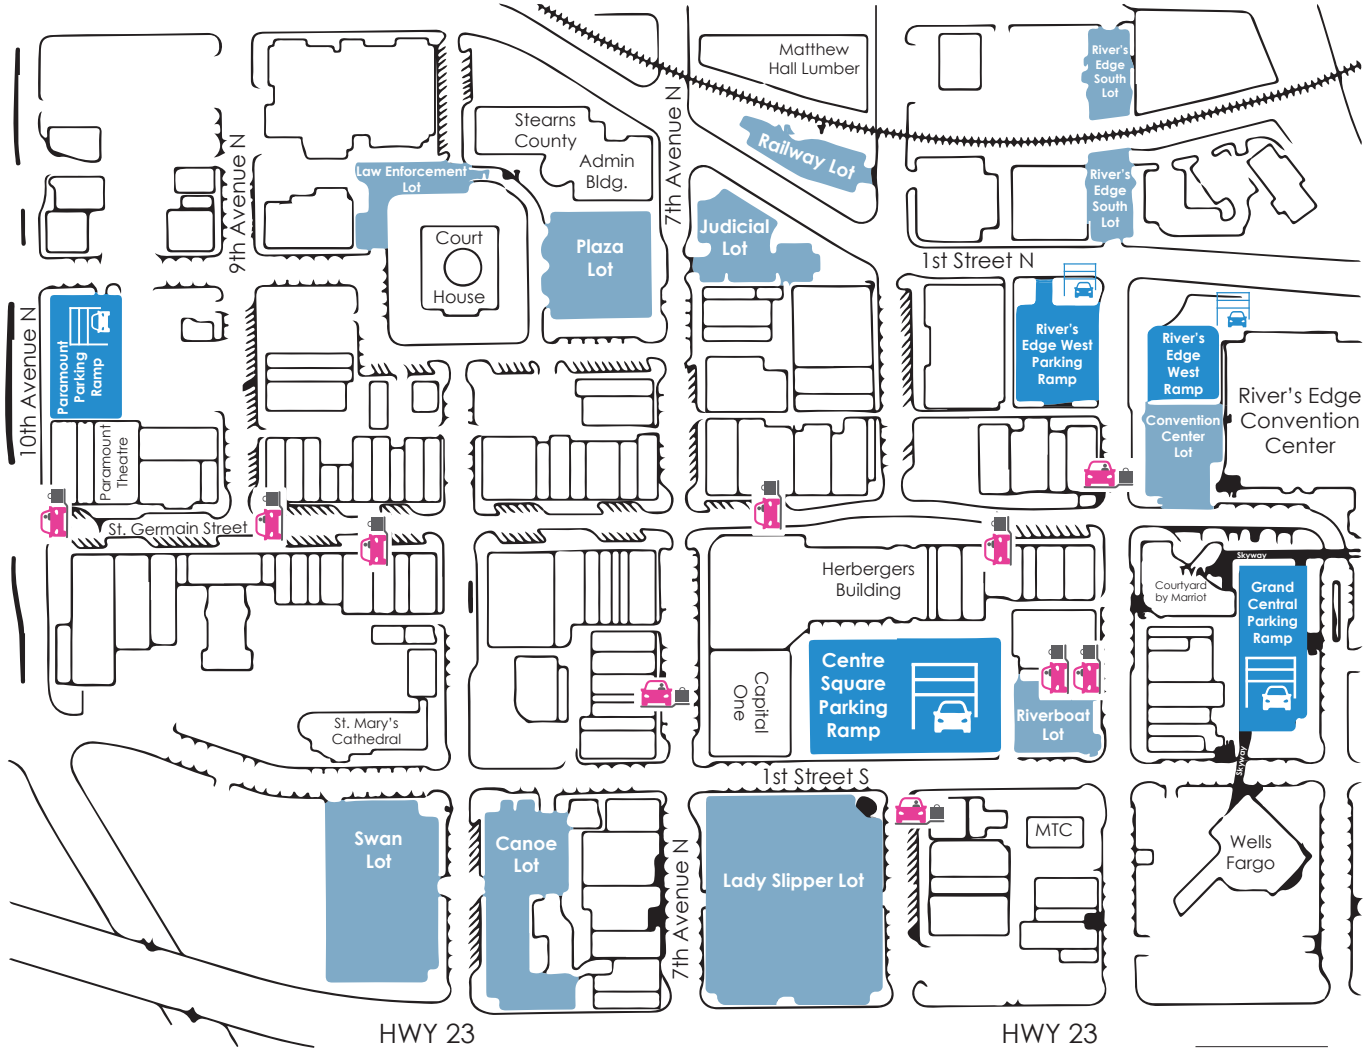 Matthew
Hall Lumber
River's
Edge
South
Lot
Stearns
County
Admin
Bldg.
7th Avenue N
Railway Lot
9th Avenue N
Law Enforcement
Lot
River's
Edge
South
Lot
Court
House
Plaza
Lot
Judicial
Lot
1st Street N
10th Avenue N
Paramount
Parking
Ramp
River's
Edge West
Parking
Ramp
River's
Edge
West
Ramp
River's Edge
Convention
Center
Convention
Center
Lot
Paramount
Theatre
St. Germain Street
Skyway
Herbergers
Building
Courtyard
by Marriot
Grand
Central
Parking
Ramp
Centre
Square
Parking
Ramp
Capital
One
Riverboat
Lot
St. Mary's
Cathedral
Skyway
1st Street S
Swan
Lot
Canoe
Lot
7th Avenue N
Lady Slipper Lot
MTC
Wells
Fargo
HWY 23
HWY 23